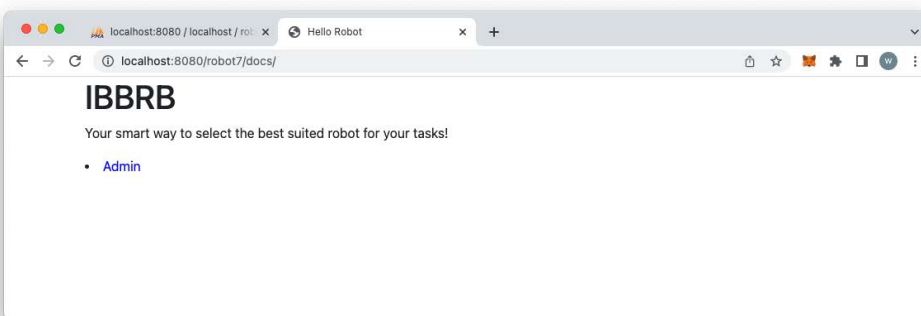 localhost:8080 / localhost / rob
Hello Robot
localhost:8080/robot7/docs/
W
IBBRB
Your smart way to select the best suited robot for your tasks!
• Admin